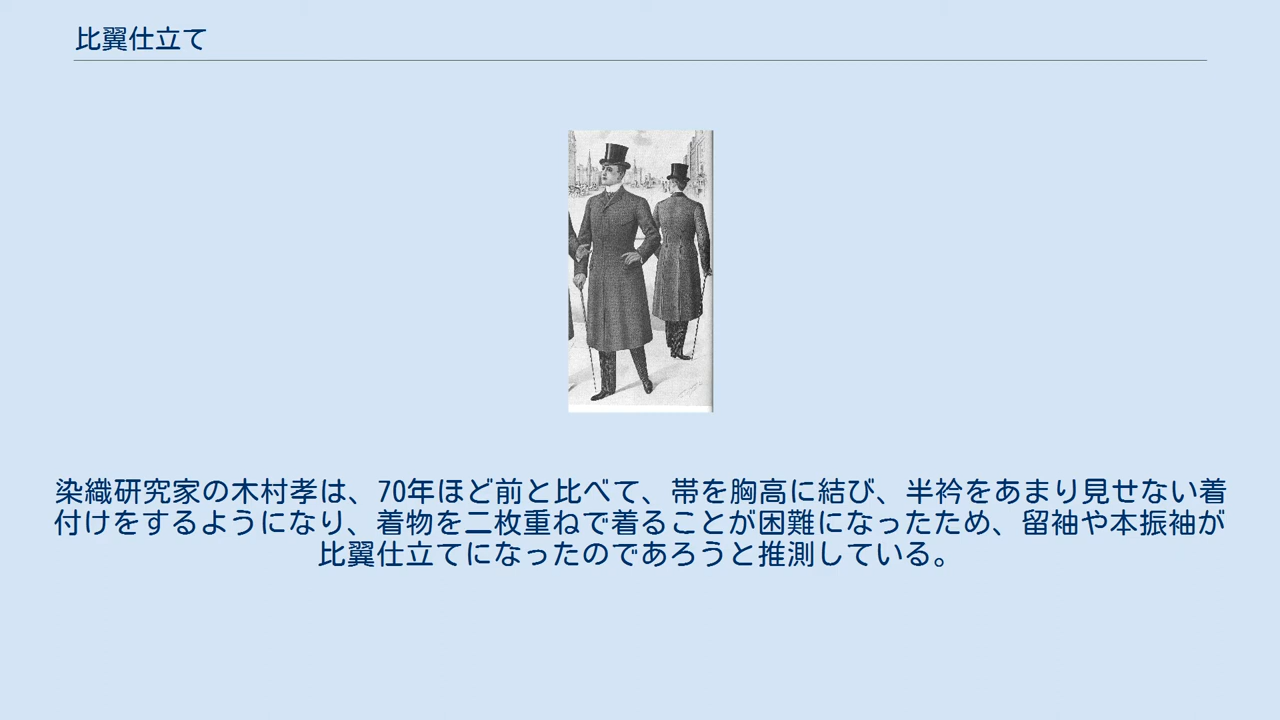 比翼仕立て
染織研究家の木村孝は、70年ほど前と比べて、帯を胸高に結び、半衿をあまり見せない着
付けをするようになり、着物を二枚重ねで着ることが困難になったため、留袖や本振袖が
比翼仕立てになったのであろうと推測している。